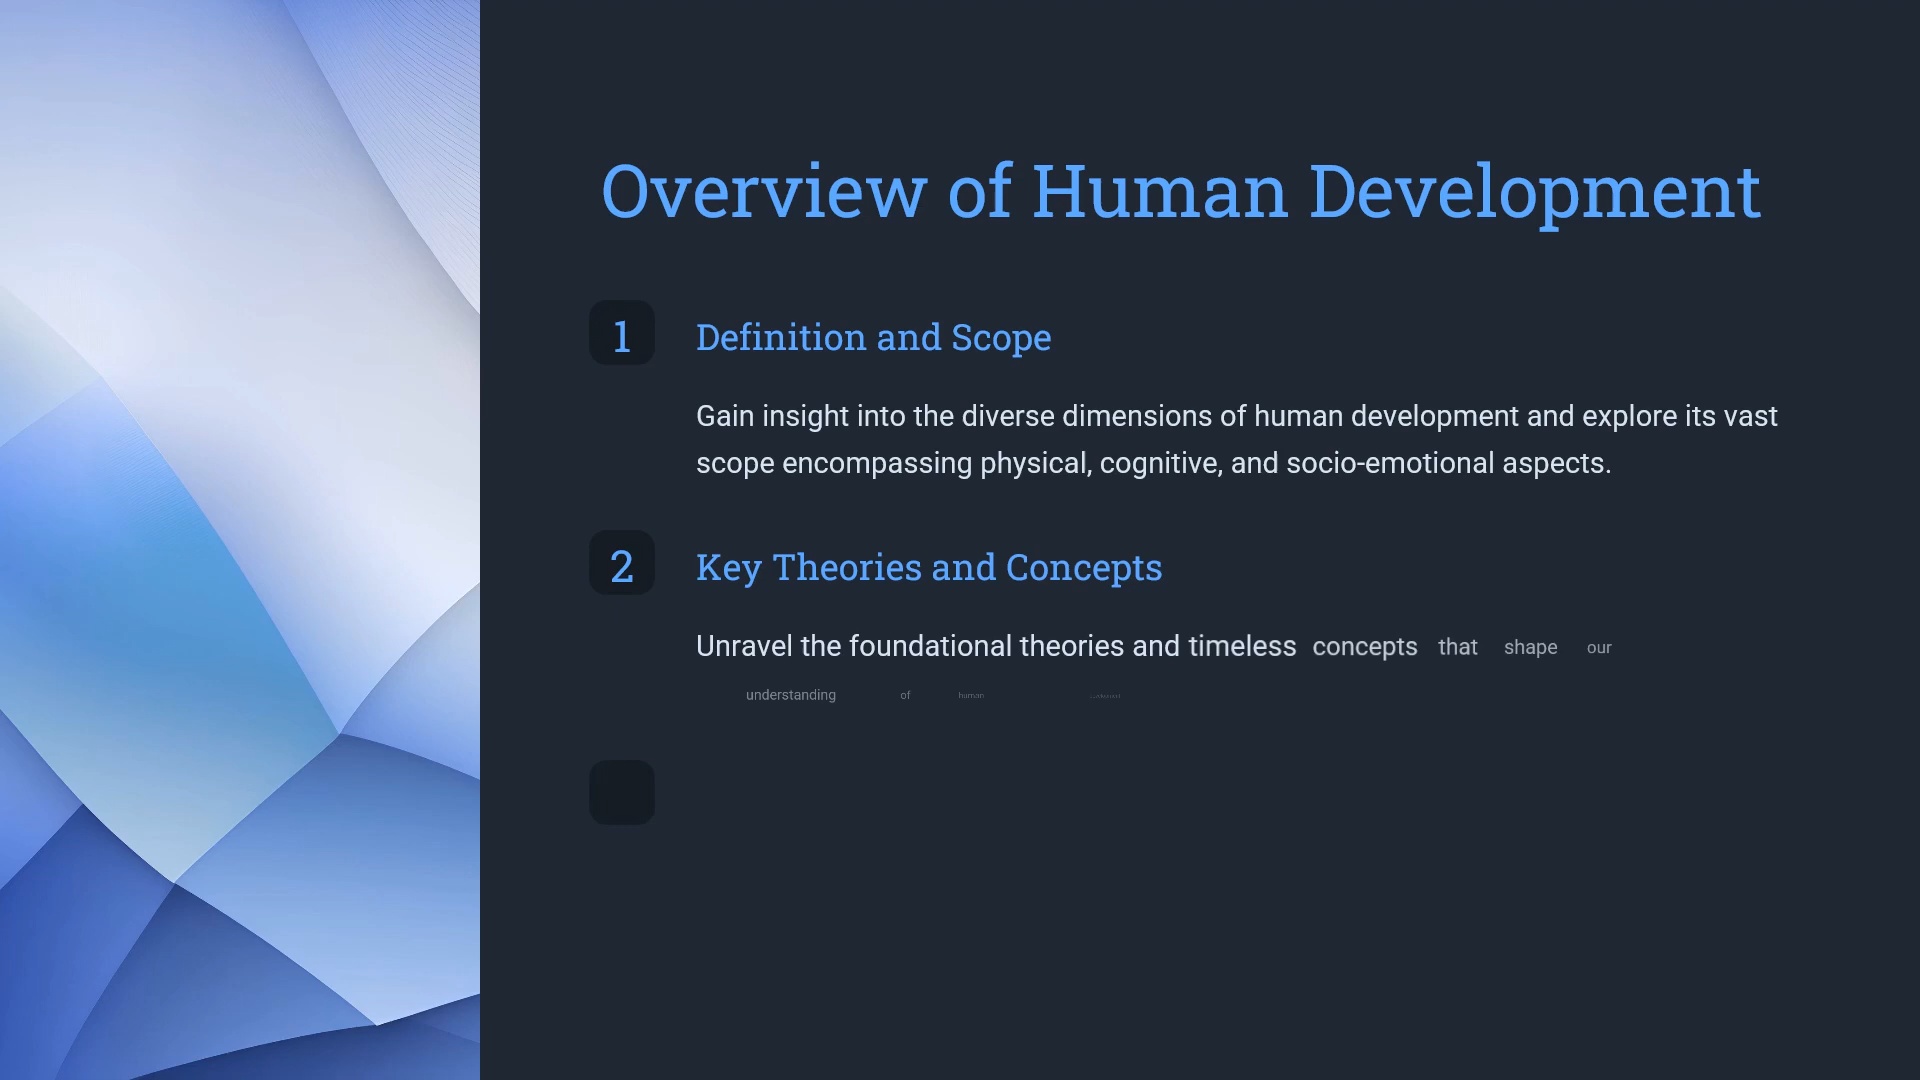 Overview of Human Development
1
Definition and Scope
Gain insight into the diverse dimensions of human development and explore its vast
scope encompassing physical, cognitive, and socio-emotional aspects.
2
Key Theories and Concepts
Unravel the foundational theories and timeless concepts that shape our
understanding of human